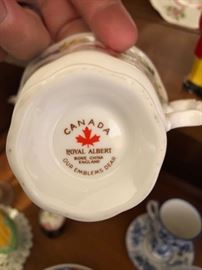 CANADA
ROYAL ALBERT
BONE CHINA
ENGLAND
OUR EMBLEMS DEAR